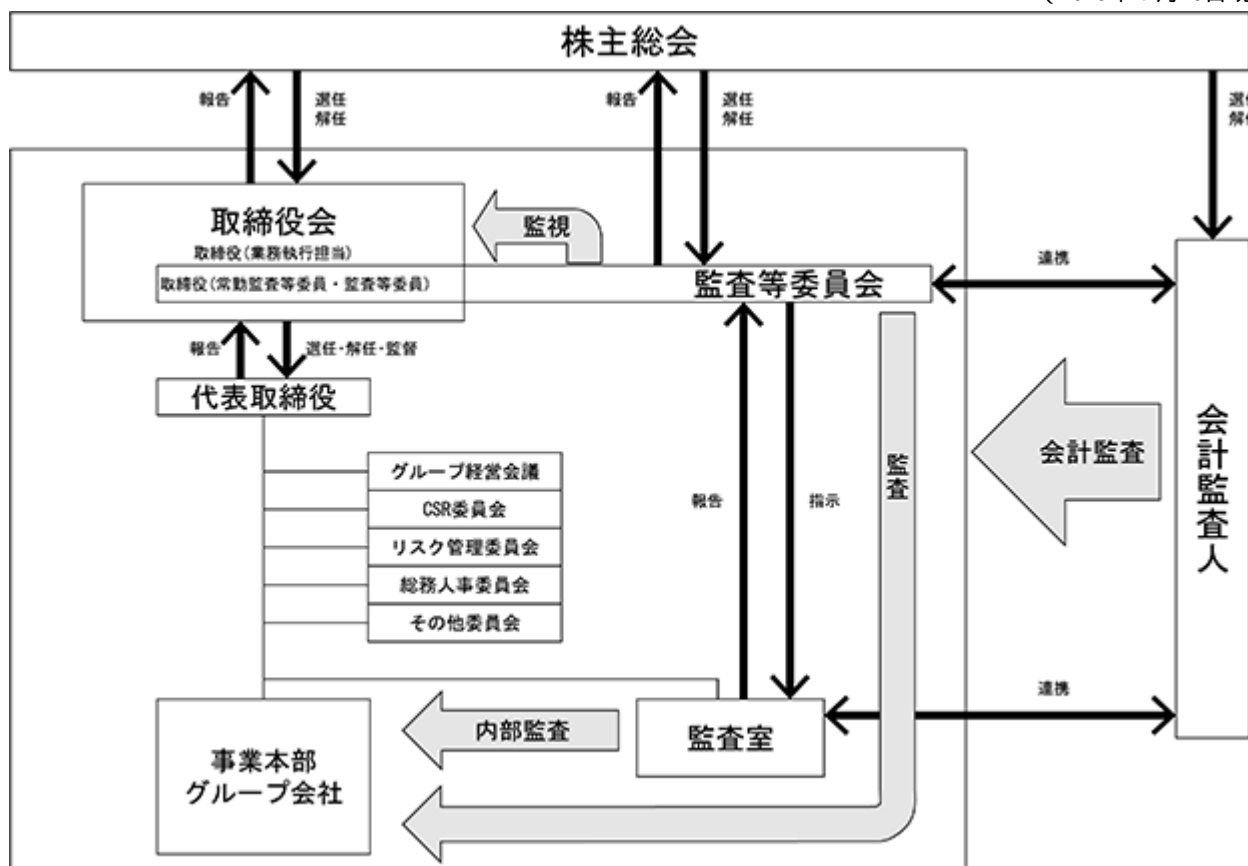 株主総会
報告
選任
解任
報告
選任
解任
選任
解任
取締役会
取締役(業務執行担当)
取締役(常勤監査等委員・監査等委員)
監視
監査等委員会
連携
報告
選任・解任・監督
代表取締役
グループ経営会議
CSR委員会
リスク管理委員会
総務人事委員会
その他委員会
報告
指示
監査
会計監査
会計監査人
連携
内部監査
監査室
事業本部
グループ会社